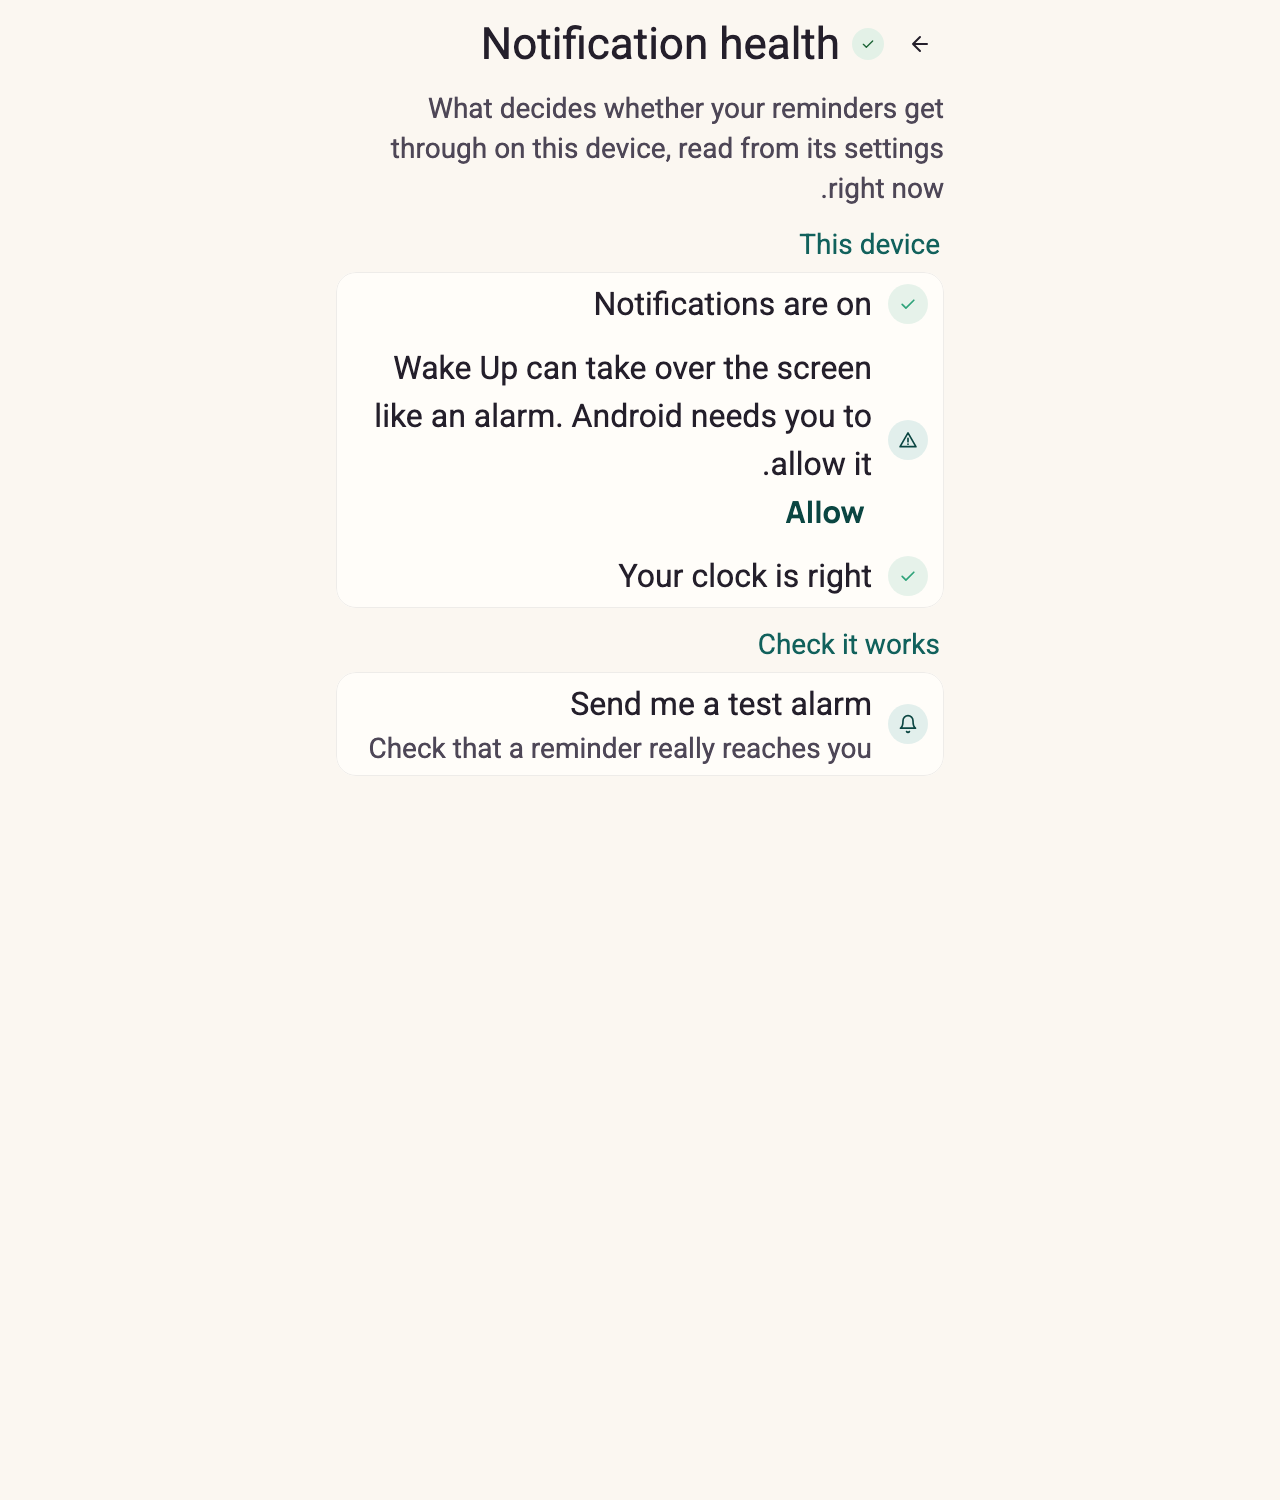 Notification health
What decides whether your reminders get
through on this device, read from its settings
.right now
This device
Notifications are on
Wake Up can take over the screen
like an alarm. Android needs you to
.allow it
Allow
Your clock is right
Check it works
Send me a test alarm
Check that a reminder really reaches you